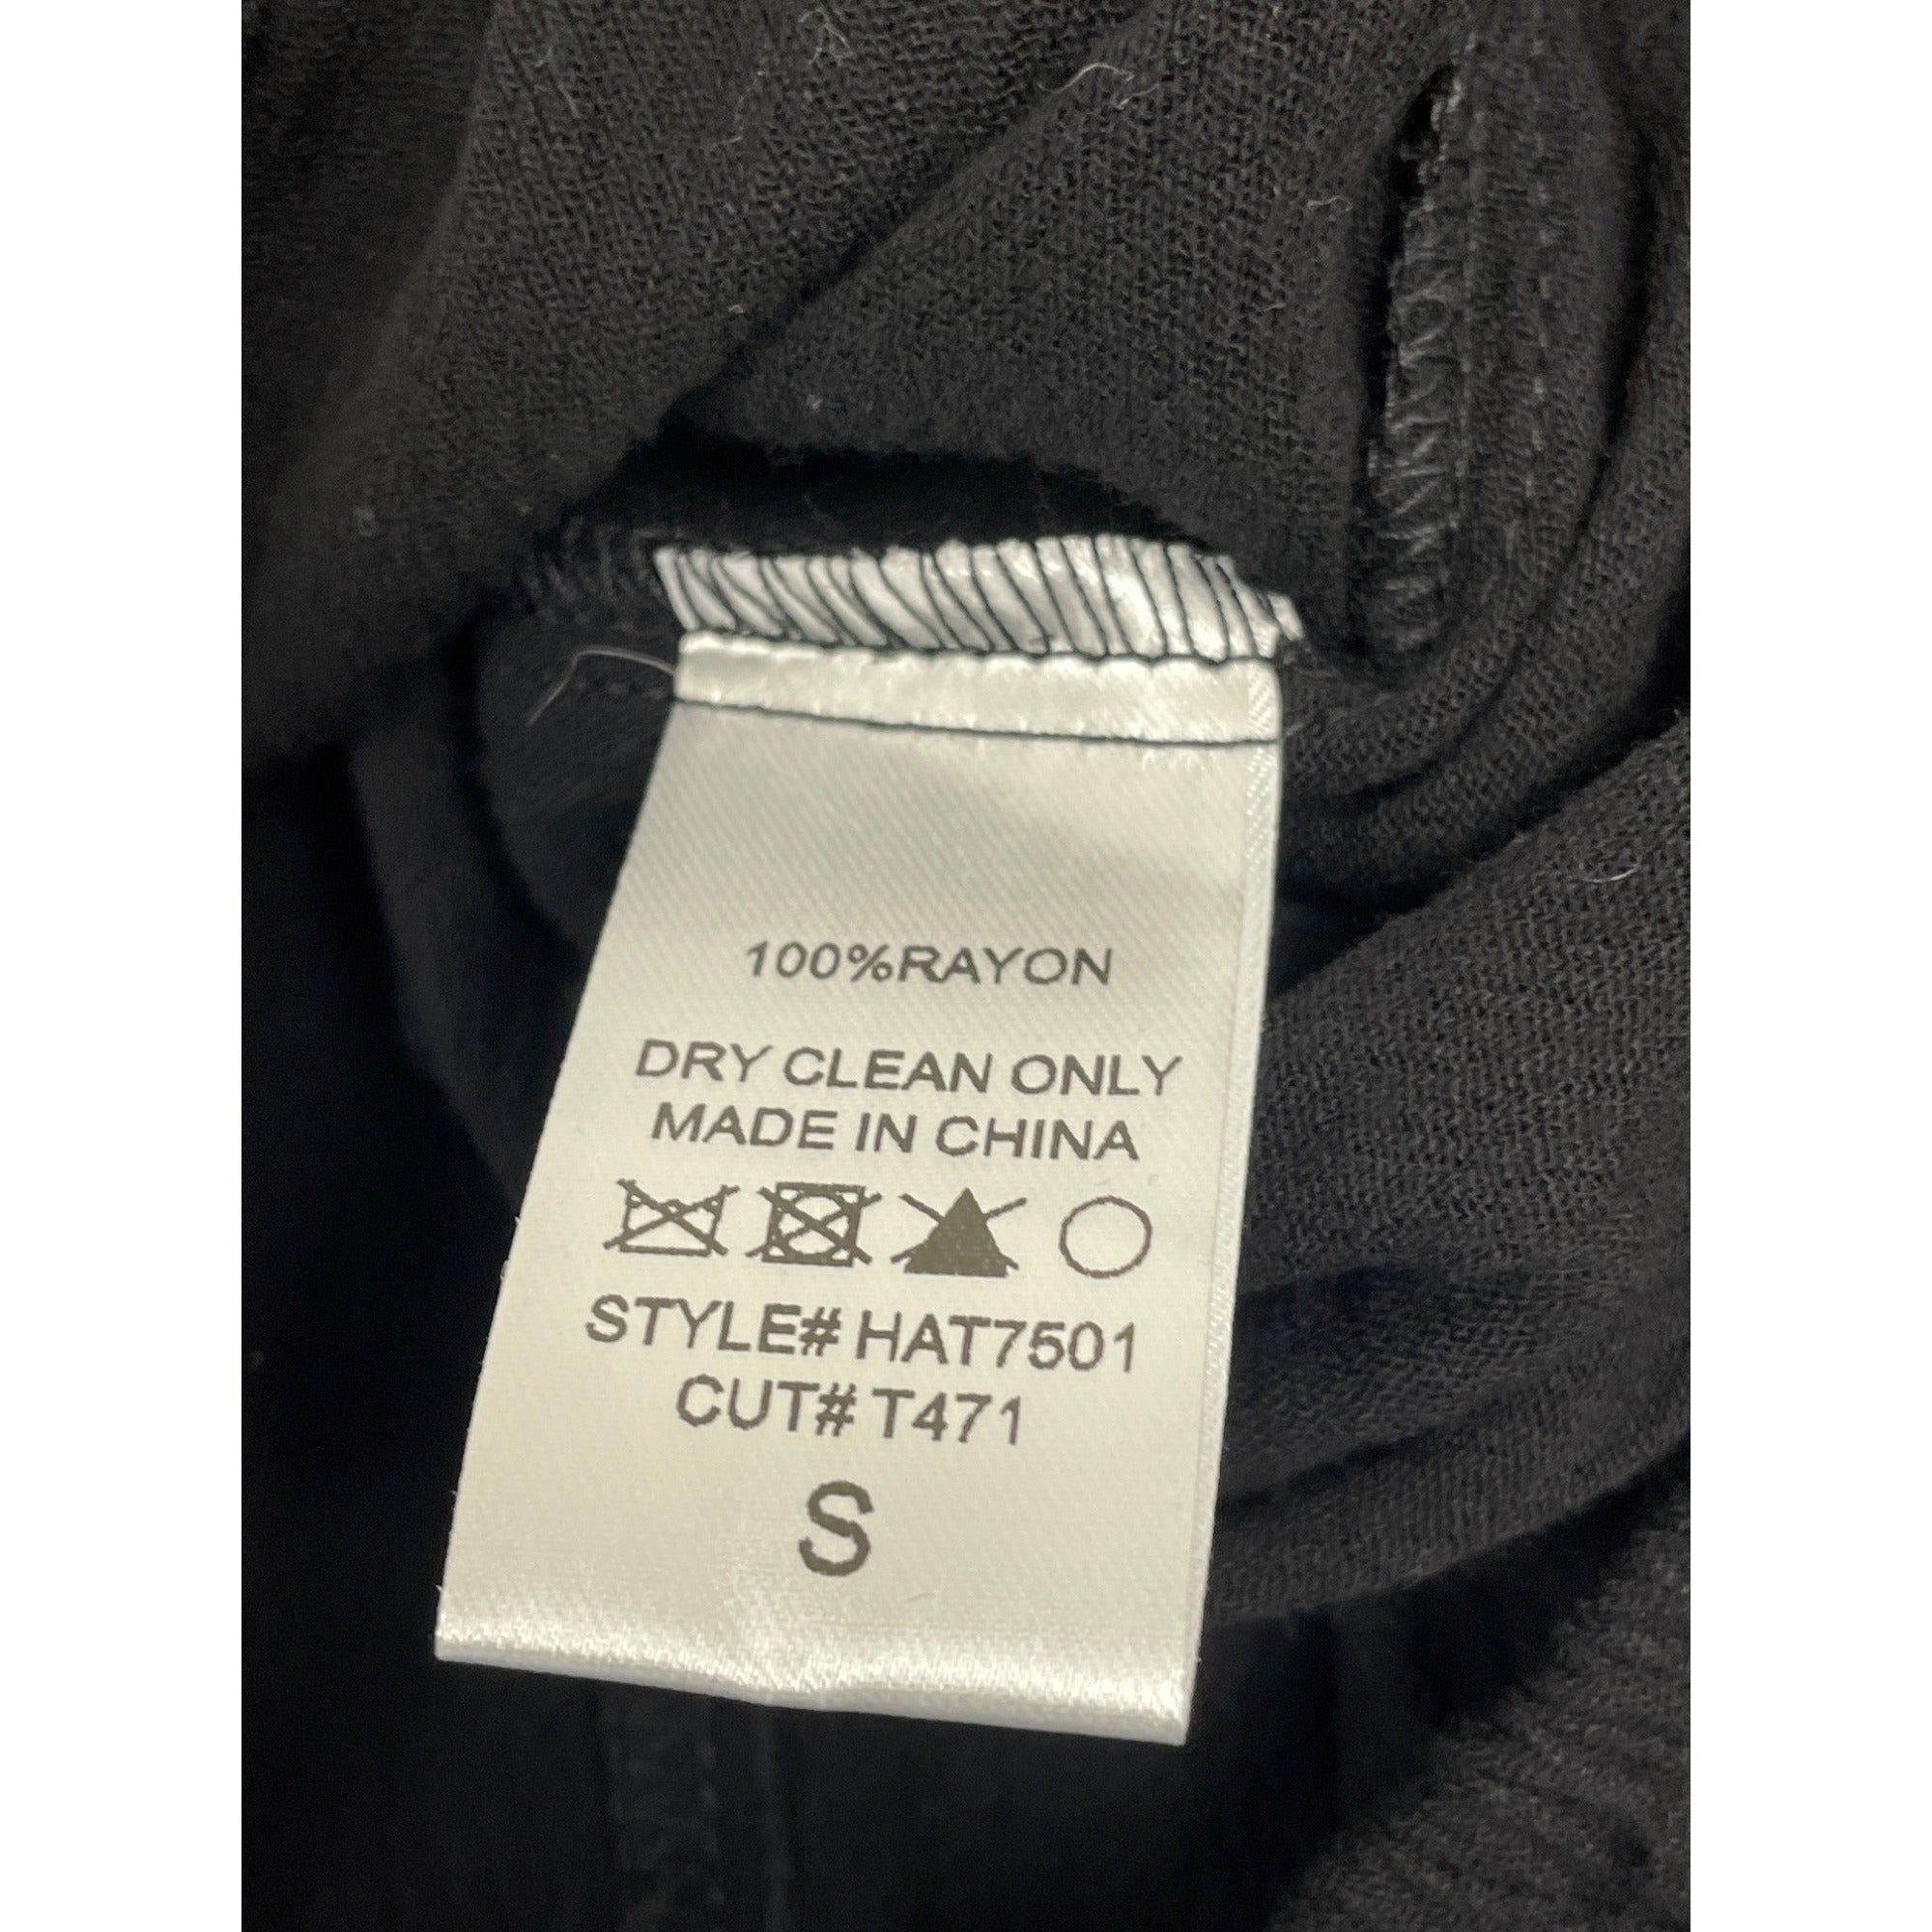 100%RAYON
DRY CLEAN ONLY
MADE IN CHINA
STYLE# HAT7501
CUT# T471
S